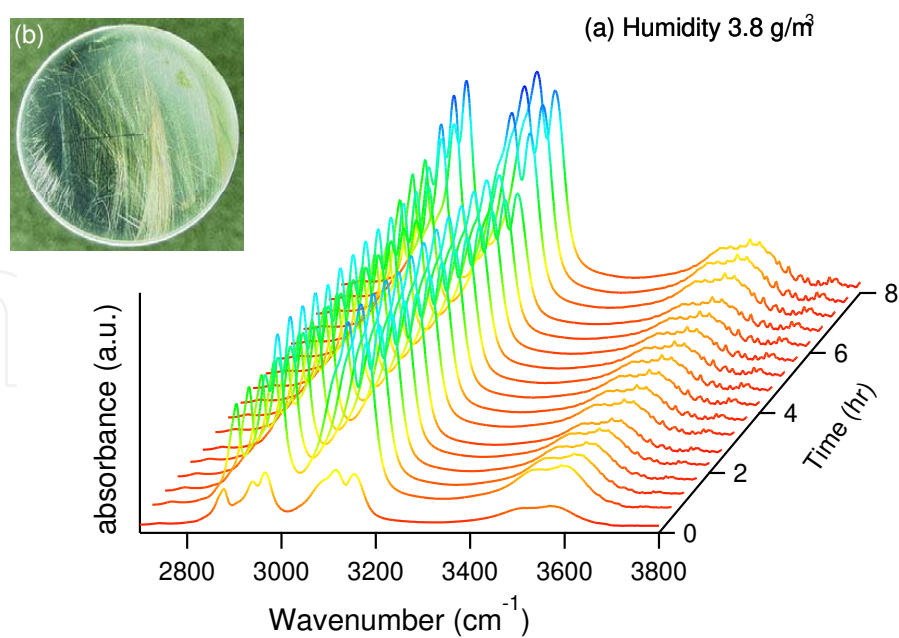 (b)
(a) Humidity 3.8 g/m³
absorbance (a.u.)
8
6
4
2
0
Time (hr)
2800 3000 3200 3400 3600 3800
Wavenumber (cm⁻¹)